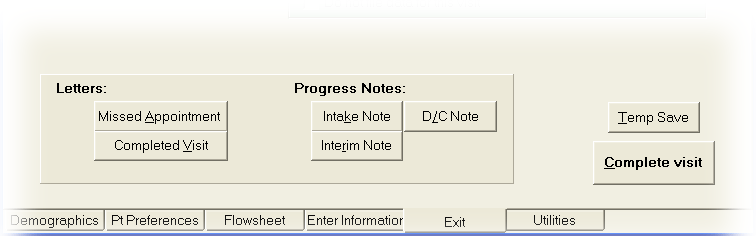 Letters: Progress Notes:
Missed Appointment Intake Note D/C Note Temp Save
Completed Visit Interim Note Complete visit
Demographics Pt Preferences Flowsheet Enter Information Exit Utilities